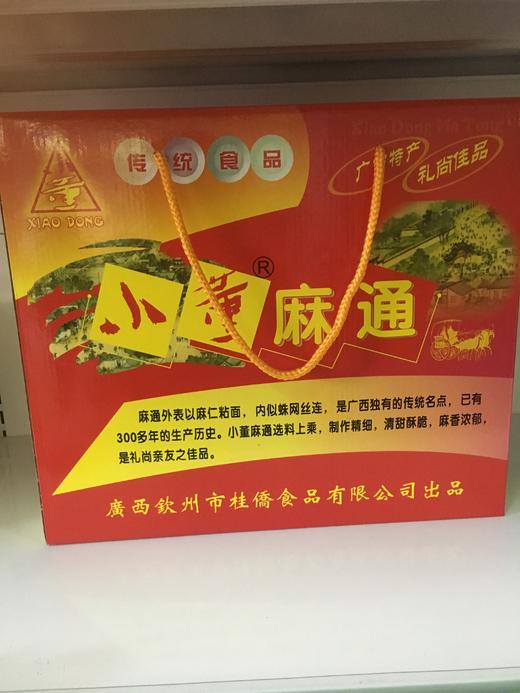 Xiao Dong Ma Tong
传统食品
广西特产
礼尚佳品
董
XIAO DONG
小董®麻通
麻通外表以麻仁粘面，内似蛛网丝连，是广西独有的传统名点，已有
300多年的生产历史。小董麻通选料上乘，制作精细，清甜酥脆，麻香浓郁，
是礼尚亲友之佳品。
廣西欽州市桂僑食品有限公司出品